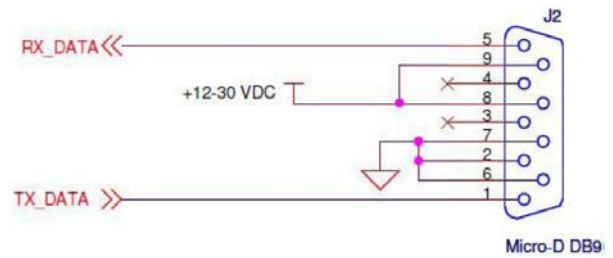 J2
RX_DATA
5
9
4
+12-30 VDC
8
3
7
2
6
TX_DATA
1
Micro-D DB9